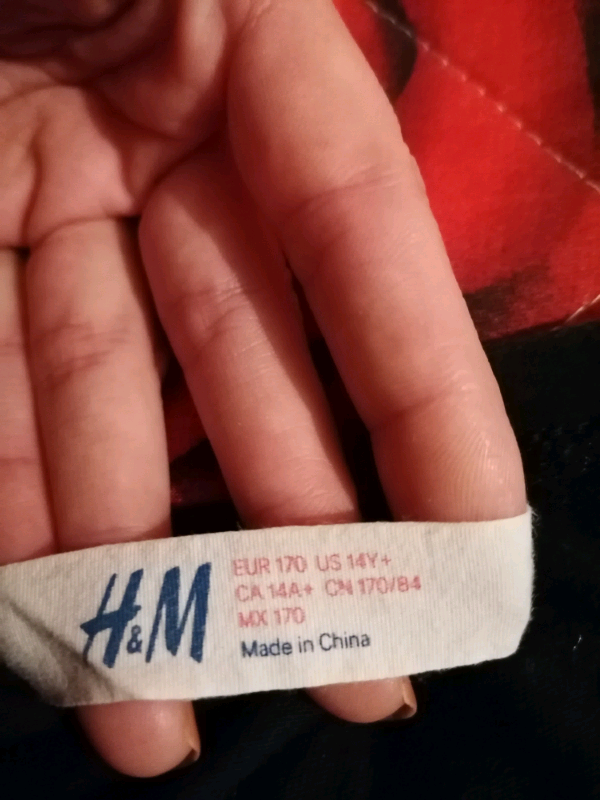 H&M
EUR 170 US 14Y+
CA 14A+ CN 170/84
MX 170
Made in China